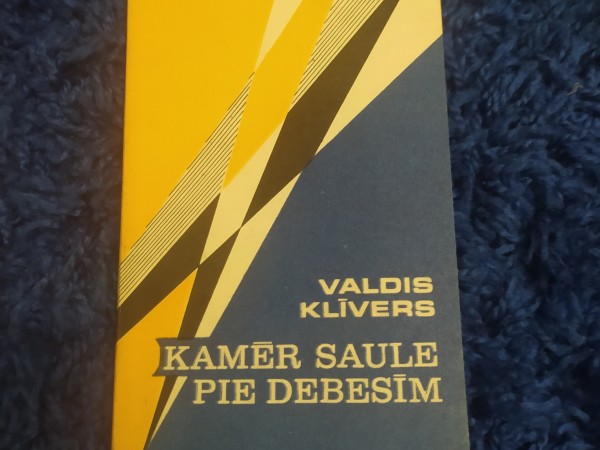 VALDIS
KLĪVERS
KAMĒR SAULE
PIE DEBESĪM